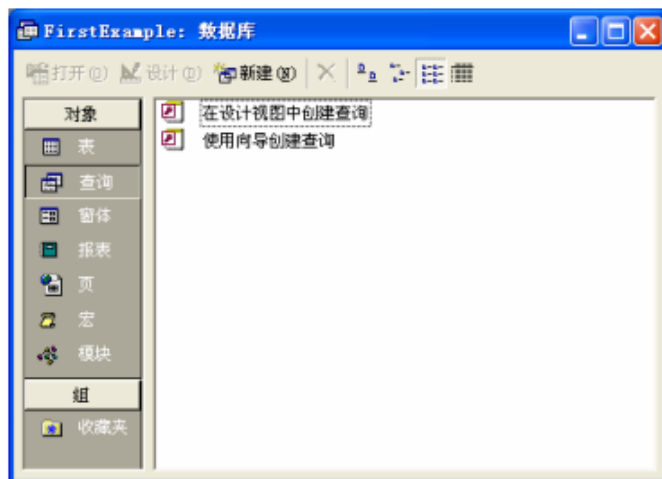 FirstExample: 数据库
打开(O) 设计(D) 新建(N)
对象
表
查询
窗体
报表
页
宏
模块
组
收藏夹
在设计视图中创建查询
使用向导创建查询